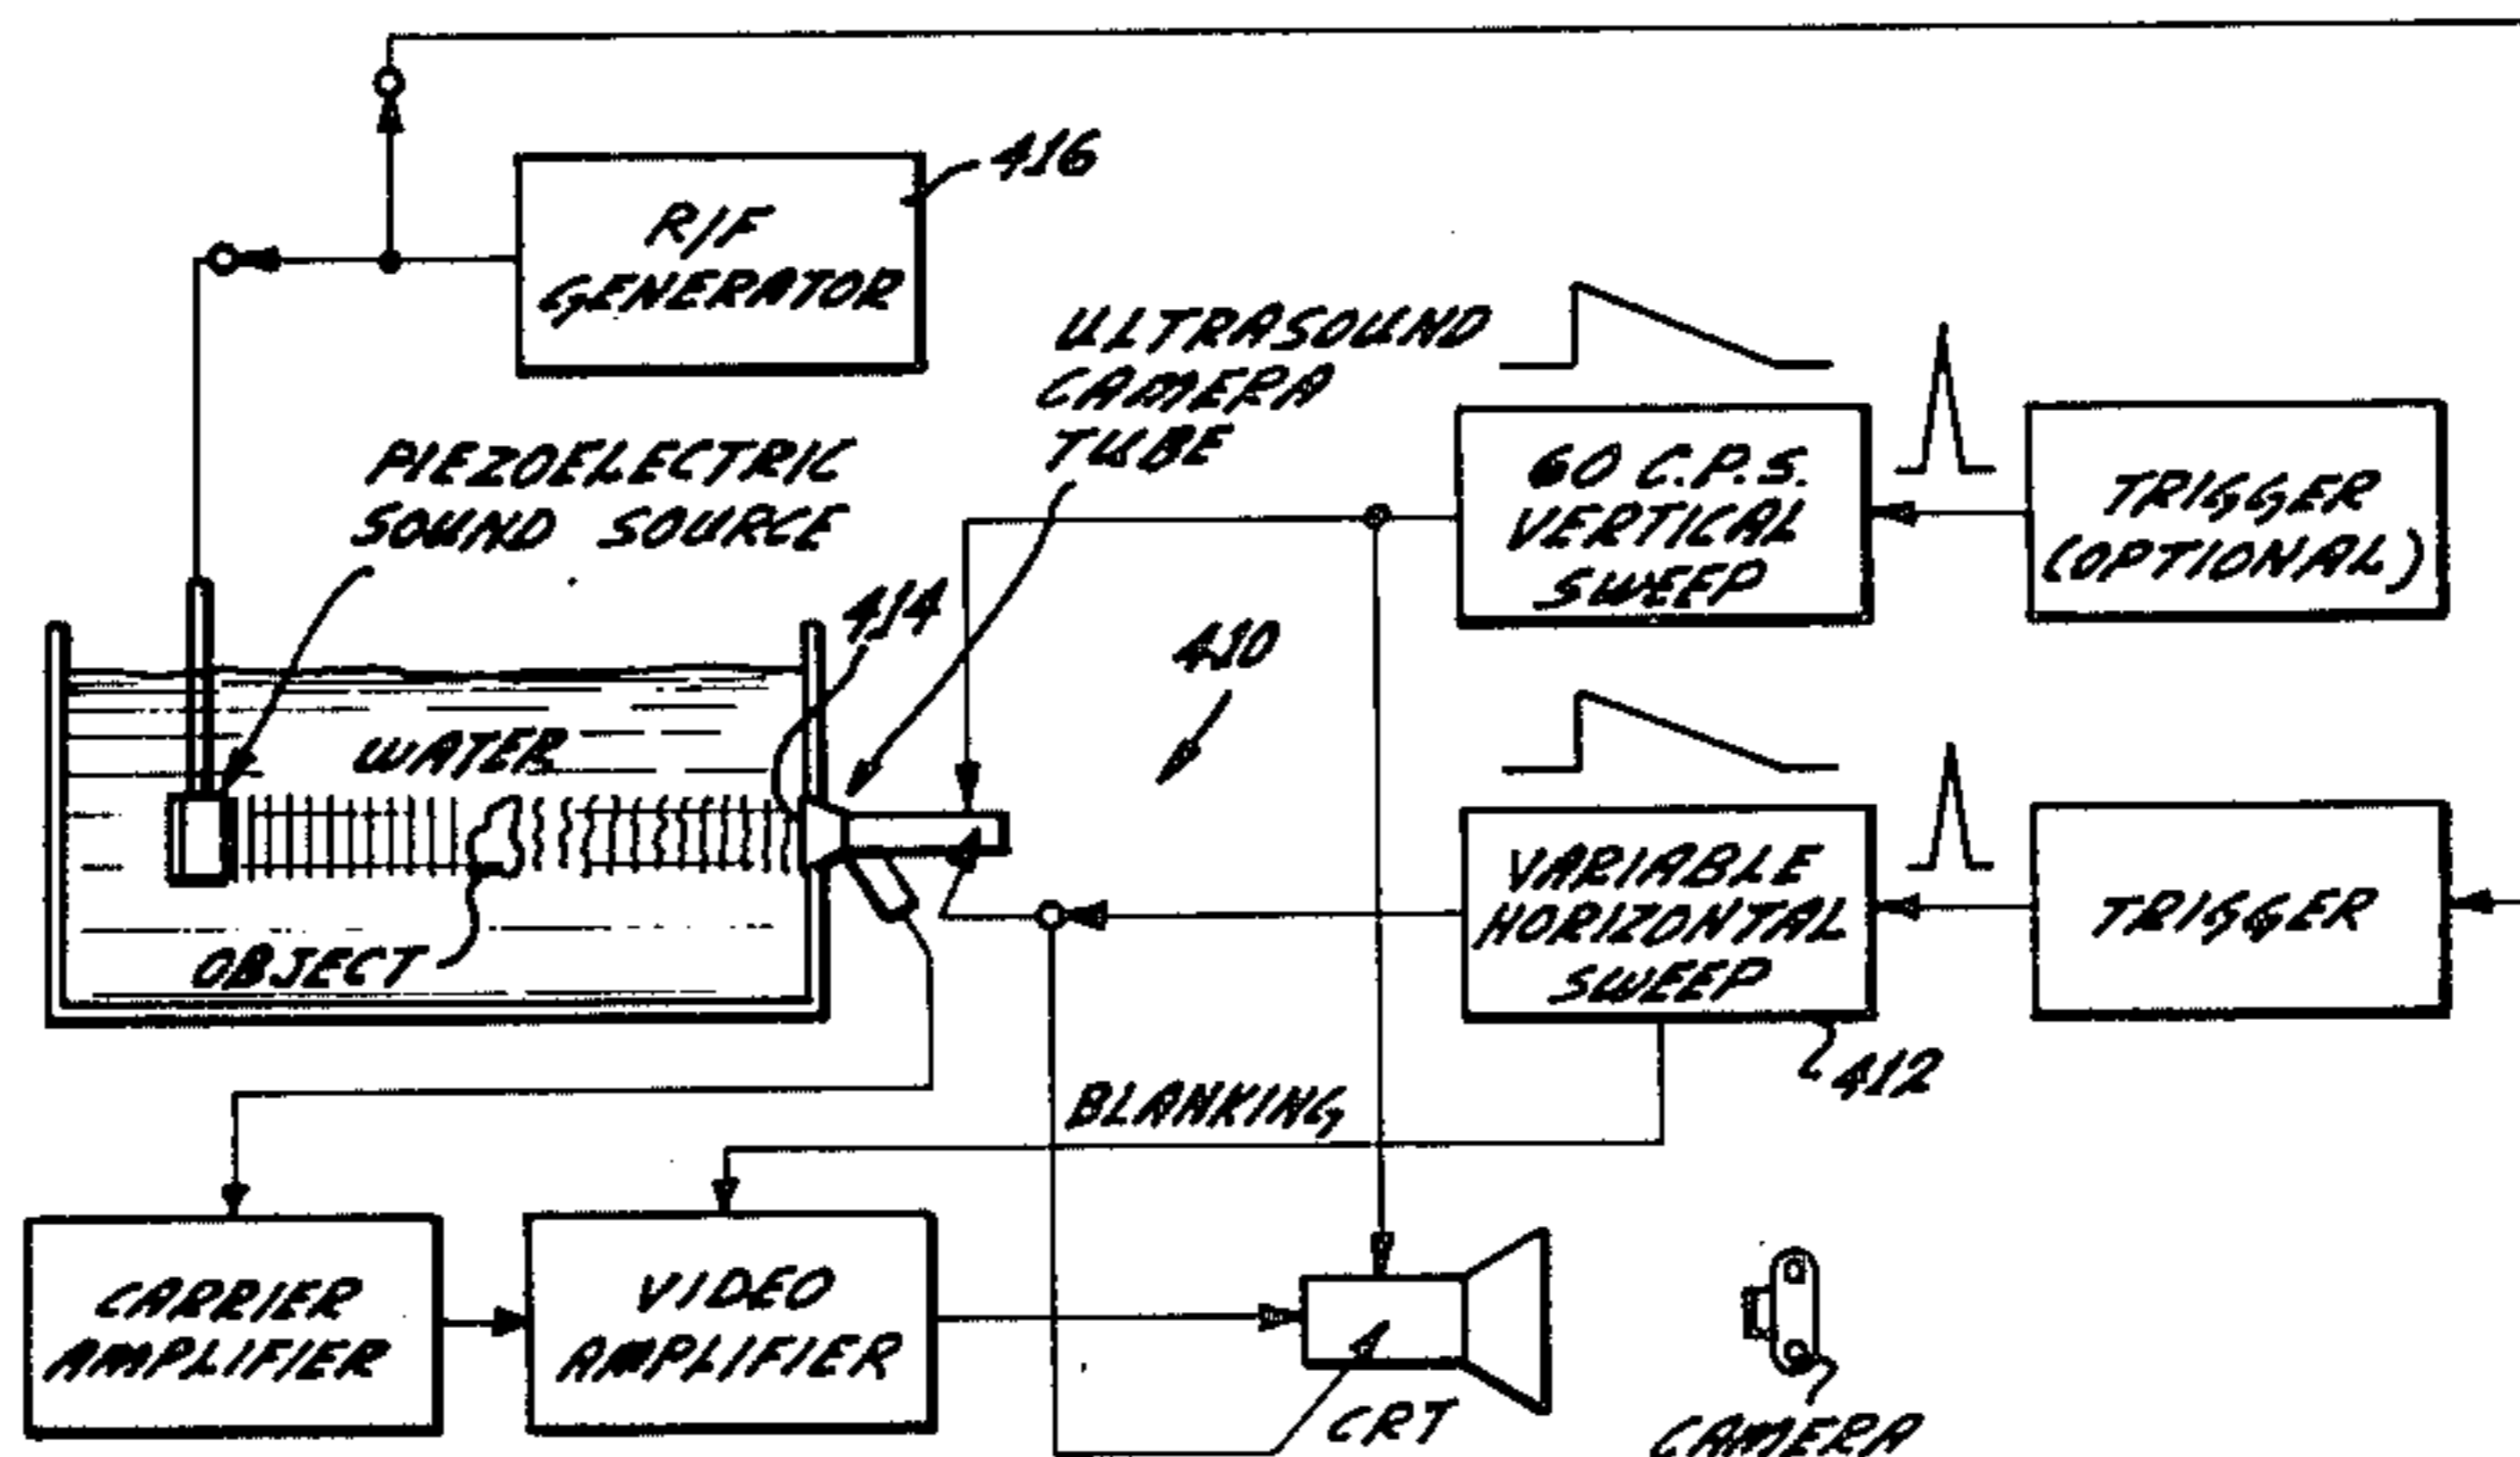 416
R/F
GENERATOR
ULTRASOUND
CAMERA
TUBE
PIEZOELECTRIC
SOUND SOURCE
60 C.P.S.
VERTICAL
SWEEP
TRIGGER
(OPTIONAL)
414
410
WATER
VARIABLE
HORIZONTAL
SWEEP
TRIGGER
OBJECT
412
BLANKING
CARRIER
AMPLIFIER
VIDEO
AMPLIFIER
CRT
CAMERA